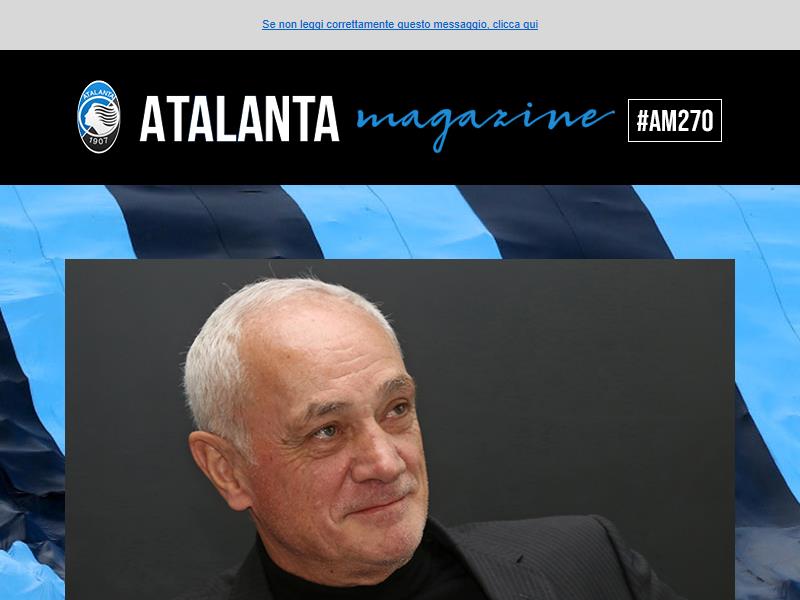 Se non leggi correttamente questo messaggio, clicca qui
ATALANTA
1907
ATALANTA magazine #AM270